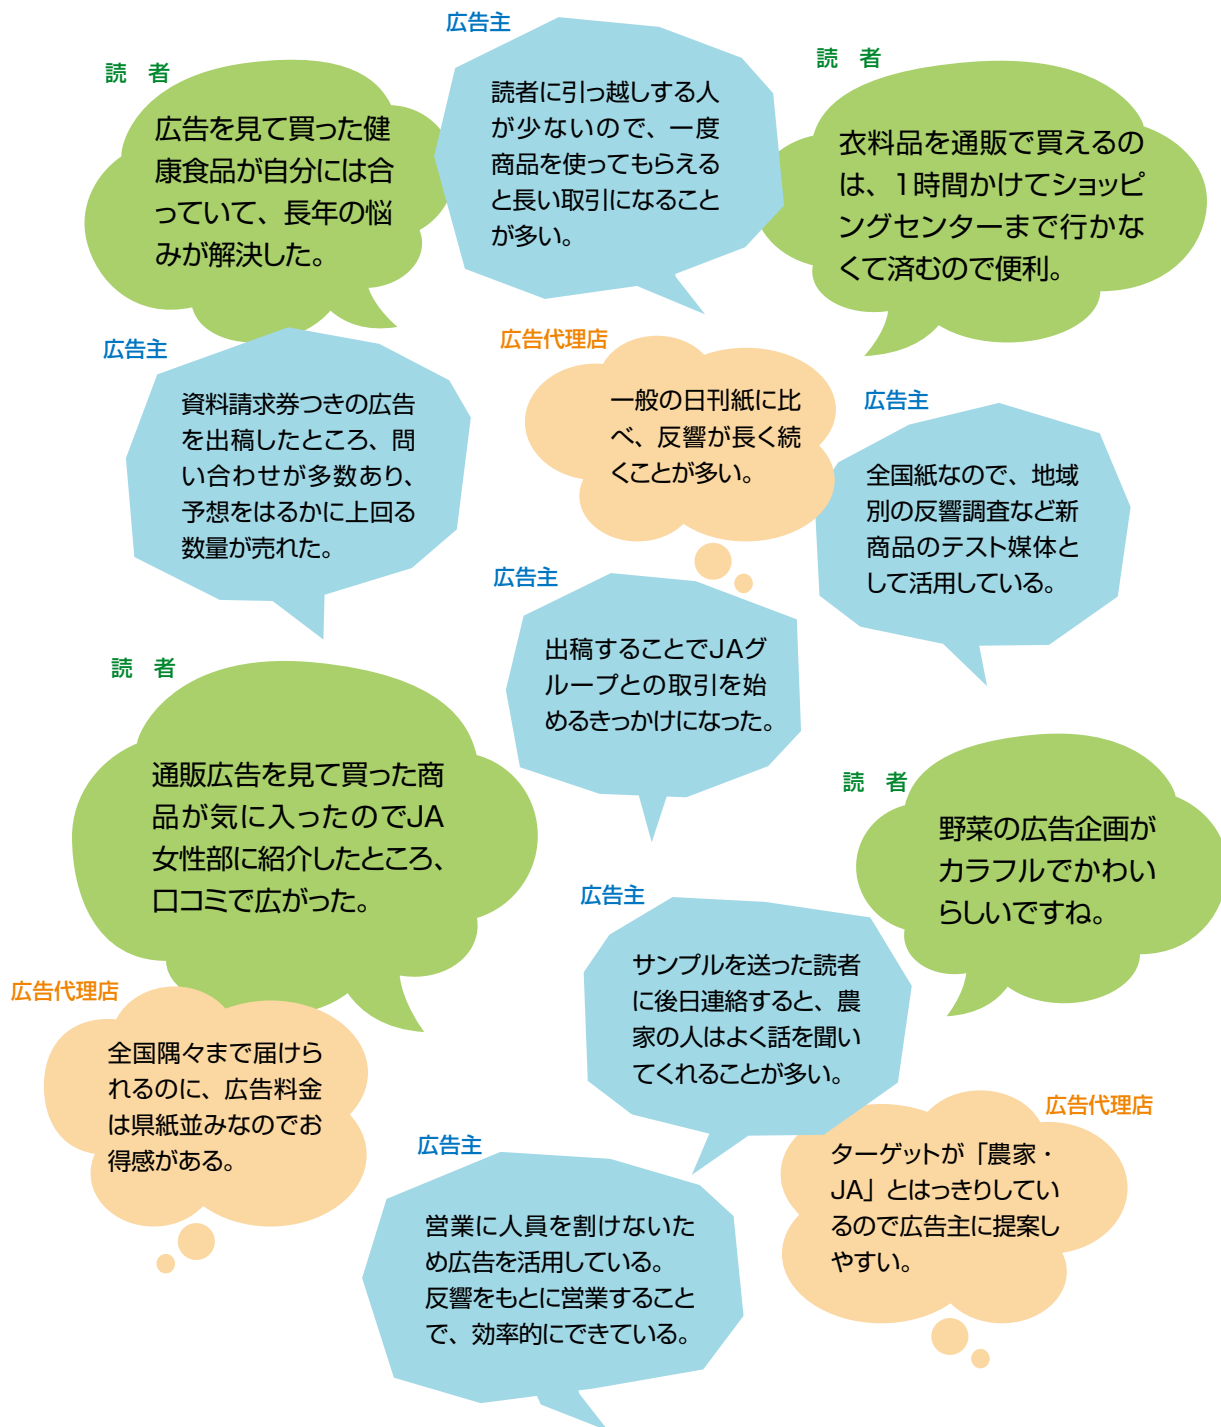 読 者
広告を見て買った健
康食品が自分には合
っていて、長年の悩
みが解決した。
広告主
読者に引っ越しする人
が少ないので、一度
商品を使ってもらえる
と長い取引になること
が多い。
読 者
衣料品を通販で買えるの
は、1時間かけてショッピ
ングセンターまで行かな
くて済むので便利。
広告主
資料請求券つきの広告
を出稿したところ、問
い合わせが多数あり、
予想をはるかに上回る
数量が売れた。
広告代理店
一般の日刊紙に比
べ、反響が長く続
くことが多い。
広告主
全国紙なので、地域
別の反響調査など新
商品のテスト媒体と
して活用している。
広告主
出稿することでJAグ
ループとの取引を始
めるきっかけになった。
読 者
通販広告を見て買った商
品が気に入ったのでJA
女性部に紹介したところ、
口コミで広がった。
読 者
野菜の広告企画が
カラフルでかわい
らしいですね。
広告主
サンプルを送った読者
に後日連絡すると、農
家の人はよく話を聞い
てくれることが多い。
広告代理店
全国隅々まで届けら
れるのに、広告料金
は県紙並みなのでお
得感がある。
広告主
営業に人員を割けないた
め広告を活用している。
反響をもとに営業すること
で、効率的にできている。
広告代理店
ターゲットが「農家・
JA」とはっきりしてい
るので広告主に提案し
やすい。